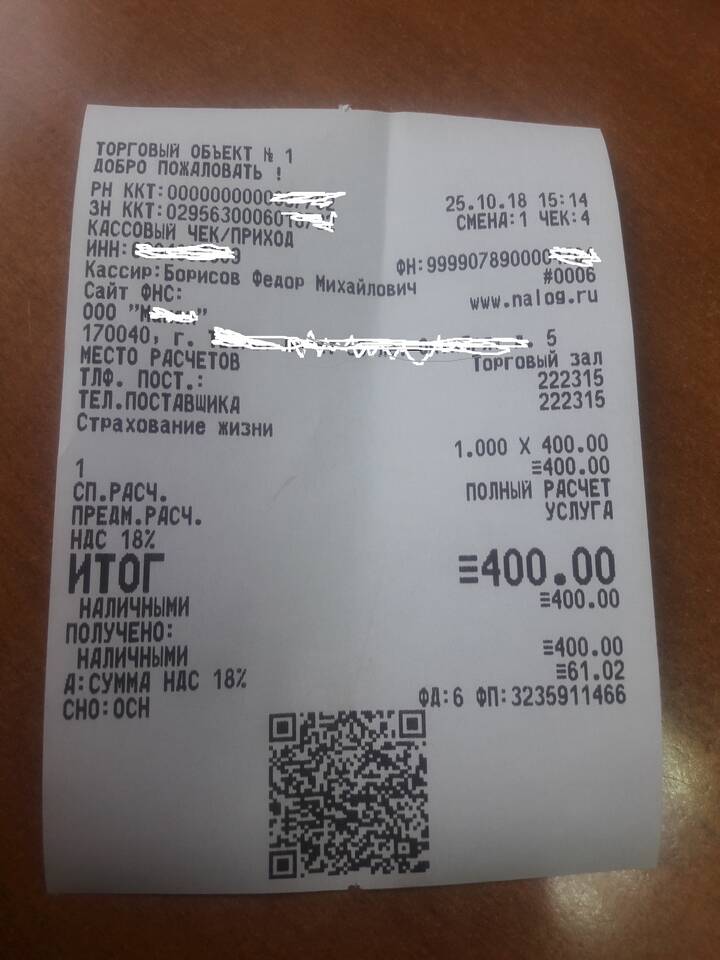 ТОРГОВЫЙ ОБЪЕКТ № 1
ДОБРО ПОЖАЛОВАТЬ !
РН ККТ:000000000000 25.10.18 15:14
ЗН ККТ:02956300060 СМЕНА:1 ЧЕК:4
КАССОВЫЙ ЧЕК/ПРИХОД
ИНН: ФН:999907890000
Кассир:Борисов Федор Михайлович #0006
Сайт ФНС: www.nalog.ru
ООО "
170040, г. 5
МЕСТО РАСЧЕТОВ Торговый зал
ТЛФ. ПОСТ.: 222315
ТЕЛ.ПОСТАВЩИКА 222315
Страхование жизни
1.000 X 400.00
1 ≡400.00
СП.РАСЧ. ПОЛНЫЙ РАСЧЕТ
ПРЕДМ.РАСЧ. УСЛУГА
НДС 18%
ИТОГ ≡400.00
НАЛИЧНЫМИ ≡400.00
ПОЛУЧЕНО:
НАЛИЧНЫМИ ≡400.00
А:СУММА НДС 18% ≡61.02
СНО:ОСН ФД:6 ФП:3235911466